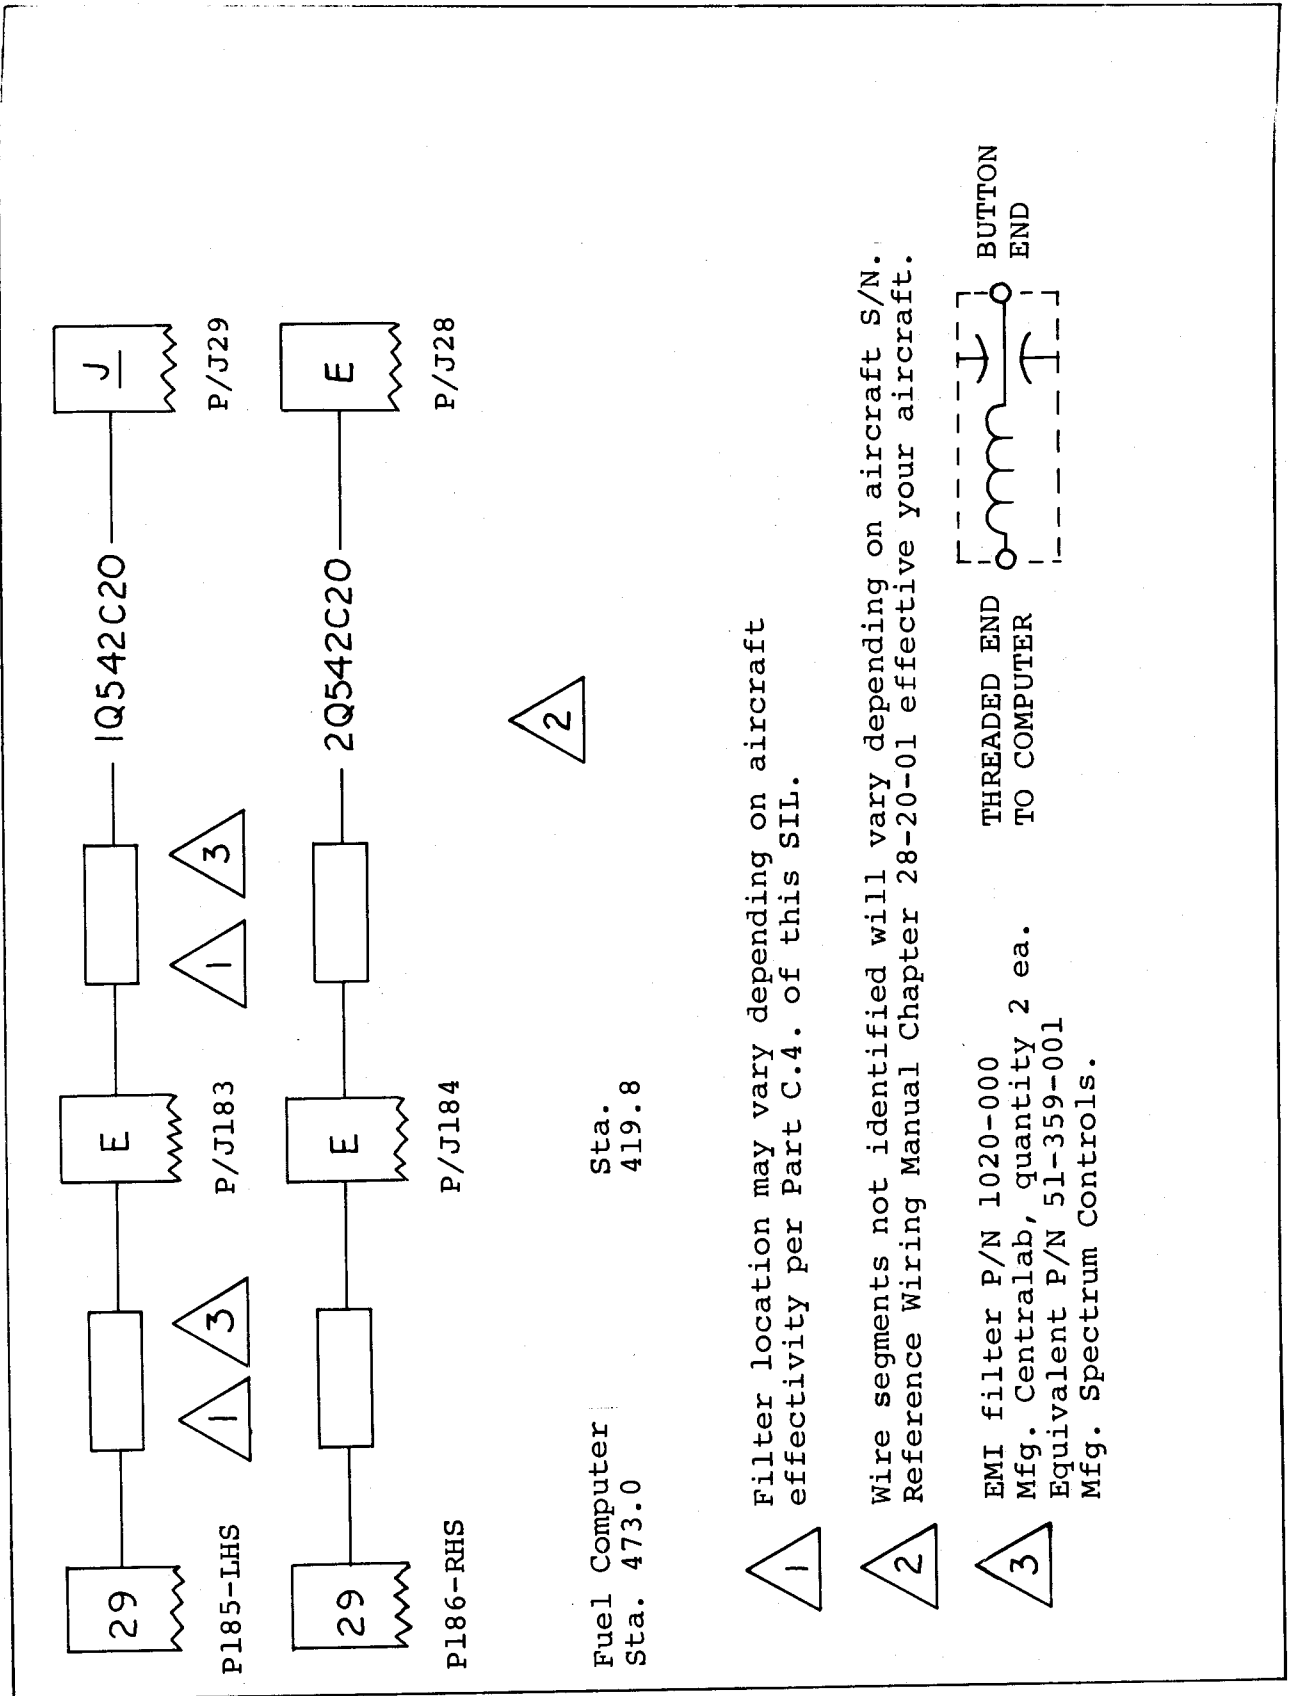 29
E
1Q542C20
J
P185-LHS
P/J183
1
3
1
3
P/J29
29
E
2Q542C20
E
P186-RHS
P/J184
P/J28
2
Fuel Computer
Sta. 473.0
Sta.
419.8
1
Filter location may vary depending on aircraft
effectivity per Part C.4. of this SIL.
2
Wire segments not identified will vary depending on aircraft S/N.
Reference Wiring Manual Chapter 28-20-01 effective your aircraft.
3
EMI filter P/N 1020-000
Mfg. Centralab, quantity 2 ea.
Equivalent P/N 51-359-001
Mfg. Spectrum Controls.
THREADED END
TO COMPUTER
BUTTON
END